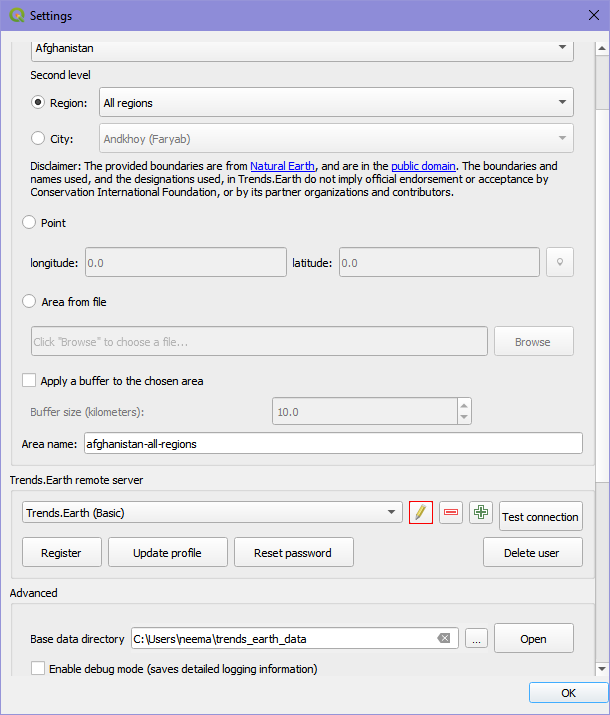 Settings
Afghanistan
Second level
Region: All regions
City: Andkhoy (Faryab)
Disclaimer: The provided boundaries are from Natural Earth, and are in the public domain. The boundaries and
names used, and the designations used, in Trends.Earth do not imply official endorsement or acceptance by
Conservation International Foundation, or by its partner organizations and contributors.
Point
longitude: 0.0 latitude: 0.0
Area from file
Click "Browse" to choose a file... Browse
Apply a buffer to the chosen area
Buffer size (kilometers): 10.0
Area name: afghanistan-all-regions
Trends.Earth remote server
Trends.Earth (Basic) Test connection
Register Update profile Reset password Delete user
Advanced
Base data directory C:\Users\neema\trends_earth_data ... Open
Enable debug mode (saves detailed logging information)
OK